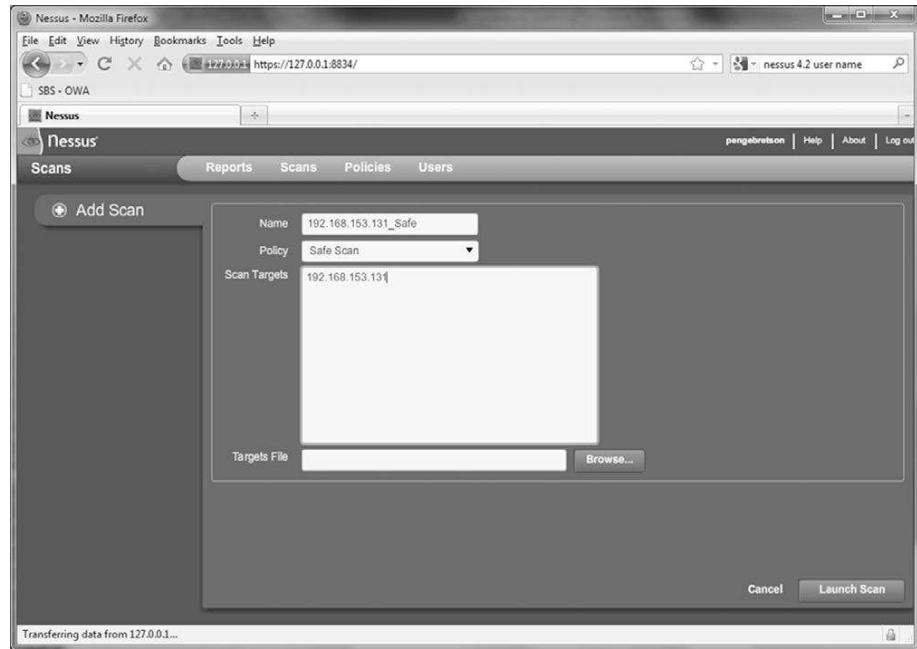 Nessus - Mozilla Firefox
File Edit View History Bookmarks Tools Help
127.0.0.1 https://127.0.0.1:8834/ nessus 4.2 user name
SBS - OWA
Nessus
Nessus pengebretson Help About Log out
Scans Reports Scans Policies Users
Add Scan
Name 192.168.153.131_Safe
Policy Safe Scan
Scan Targets 192.168.153.131
Targets File Browse...
Cancel Launch Scan
Transferring data from 127.0.0.1...